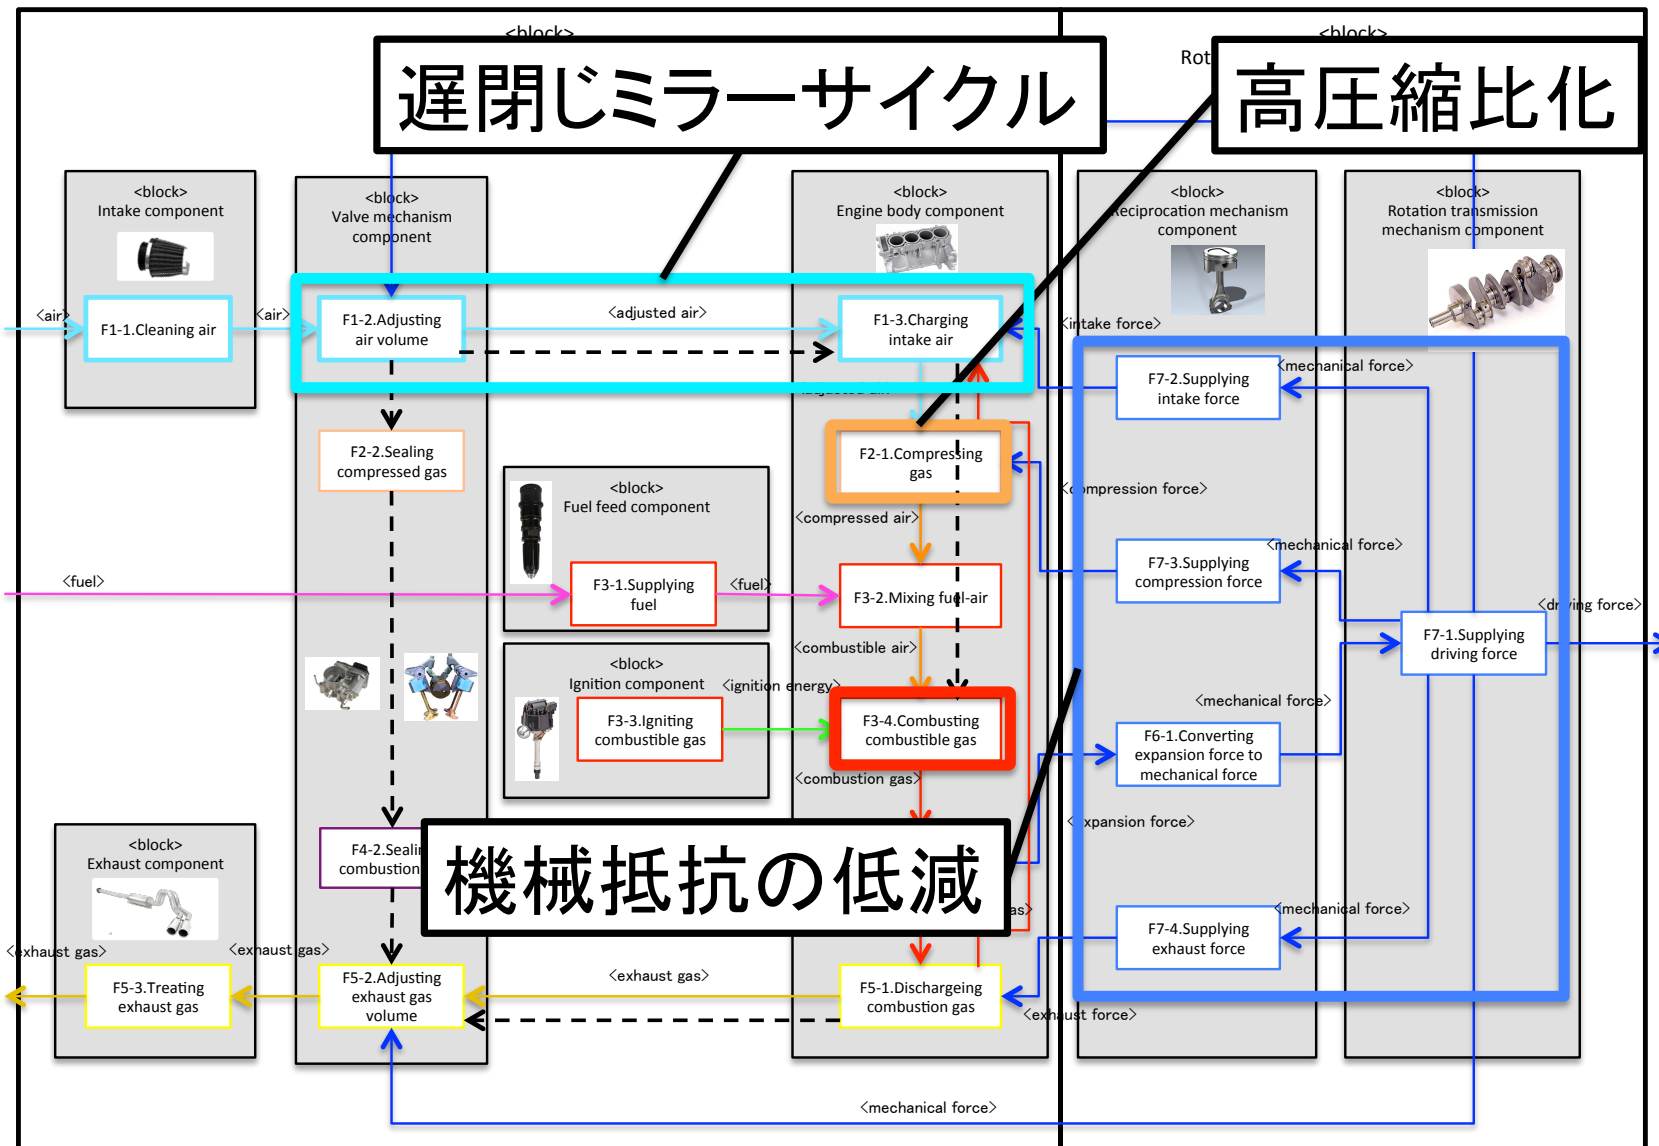 <block>
<block>
Rot
遅閉じミラーサイクル
高圧縮比化
<block>
Intake component
<block>
Valve mechanism
component
<block>
Engine body component
<block>
Reciprocation mechanism
component
<block>
Rotation transmission
mechanism component
<air>
F1-1.Cleaning air
<air>
F1-2.Adjusting
air volume
<adjusted air>
F1-3.Charging
intake air
<intake force>
F7-2.Supplying
intake force
<mechanical force>
<adjusted air>
F2-2.Sealing
compressed gas
F2-1.Compressing
gas
<compression force>
<block>
Fuel feed component
<compressed air>
<fuel>
F3-1.Supplying
fuel
<fuel>
F3-2.Mixing fuel-air
F7-3.Supplying
compression force
<mechanical force>
<driving force>
F7-1.Supplying
driving force
<combustible air>
<block>
Ignition component
<ignition energy>
F3-3.Igniting
combustible gas
F3-4.Combusting
combustible gas
<mechanical force>
F6-1.Converting
expansion force to
mechanical force
<combustion gas>
<expansion force>
<block>
Exhaust component
F4-2.Seali
combustion
機械抵抗の低減
as>
<mechanical force>
F7-4.Supplying
exhaust force
<exhaust gas>
F5-3.Treating
exhaust gas
<exhaust gas>
F5-2.Adjusting
exhaust gas
volume
<exhaust gas>
F5-1.Dischargeing
combustion gas
<exhaust force>
<mechanical force>